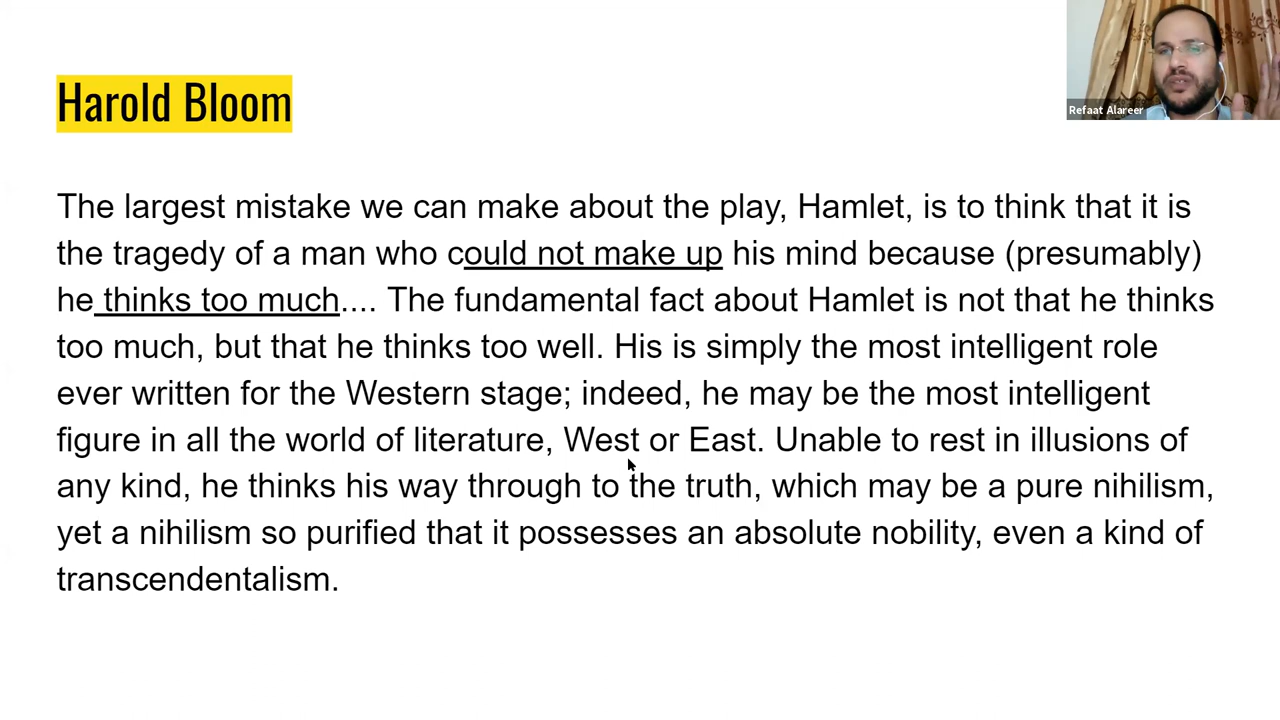 Harold Bloom
Refaat Alareer
The largest mistake we can make about the play, Hamlet, is to think that it is
the tragedy of a man who could not make up his mind because (presumably)
he thinks too much.... The fundamental fact about Hamlet is not that he thinks
too much, but that he thinks too well. His is simply the most intelligent role
ever written for the Western stage; indeed, he may be the most intelligent
figure in all the world of literature, West or East. Unable to rest in illusions of
any kind, he thinks his way through to the truth, which may be a pure nihilism,
yet a nihilism so purified that it possesses an absolute nobility, even a kind of
transcendentalism.